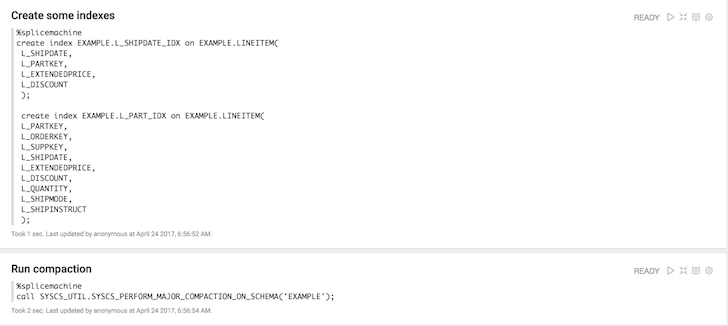 Create some indexes
READY
%splicemachine
create index EXAMPLE.L_SHIPDATE_IDX on EXAMPLE.LINEITEM(
L_SHIPDATE,
L_PARTKEY,
L_EXTENDEDPRICE,
L_DISCOUNT
);
create index EXAMPLE.L_PART_IDX on EXAMPLE.LINEITEM(
L_PARTKEY,
L_ORDERKEY,
L_SUPPKEY,
L_SHIPDATE,
L_EXTENDEDPRICE,
L_DISCOUNT,
L_QUANTITY,
L_SHIPMODE,
L_SHIPINSTRUCT
);
Took 1 sec. Last updated by anonymous at April 24 2017, 6:56:52 AM.
Run compaction
READY
%splicemachine
call SYSCS_UTIL.SYSCS_PERFORM_MAJOR_COMPACTION_ON_SCHEMA('EXAMPLE');
Took 2 sec. Last updated by anonymous at April 24 2017, 6:56:54 AM.